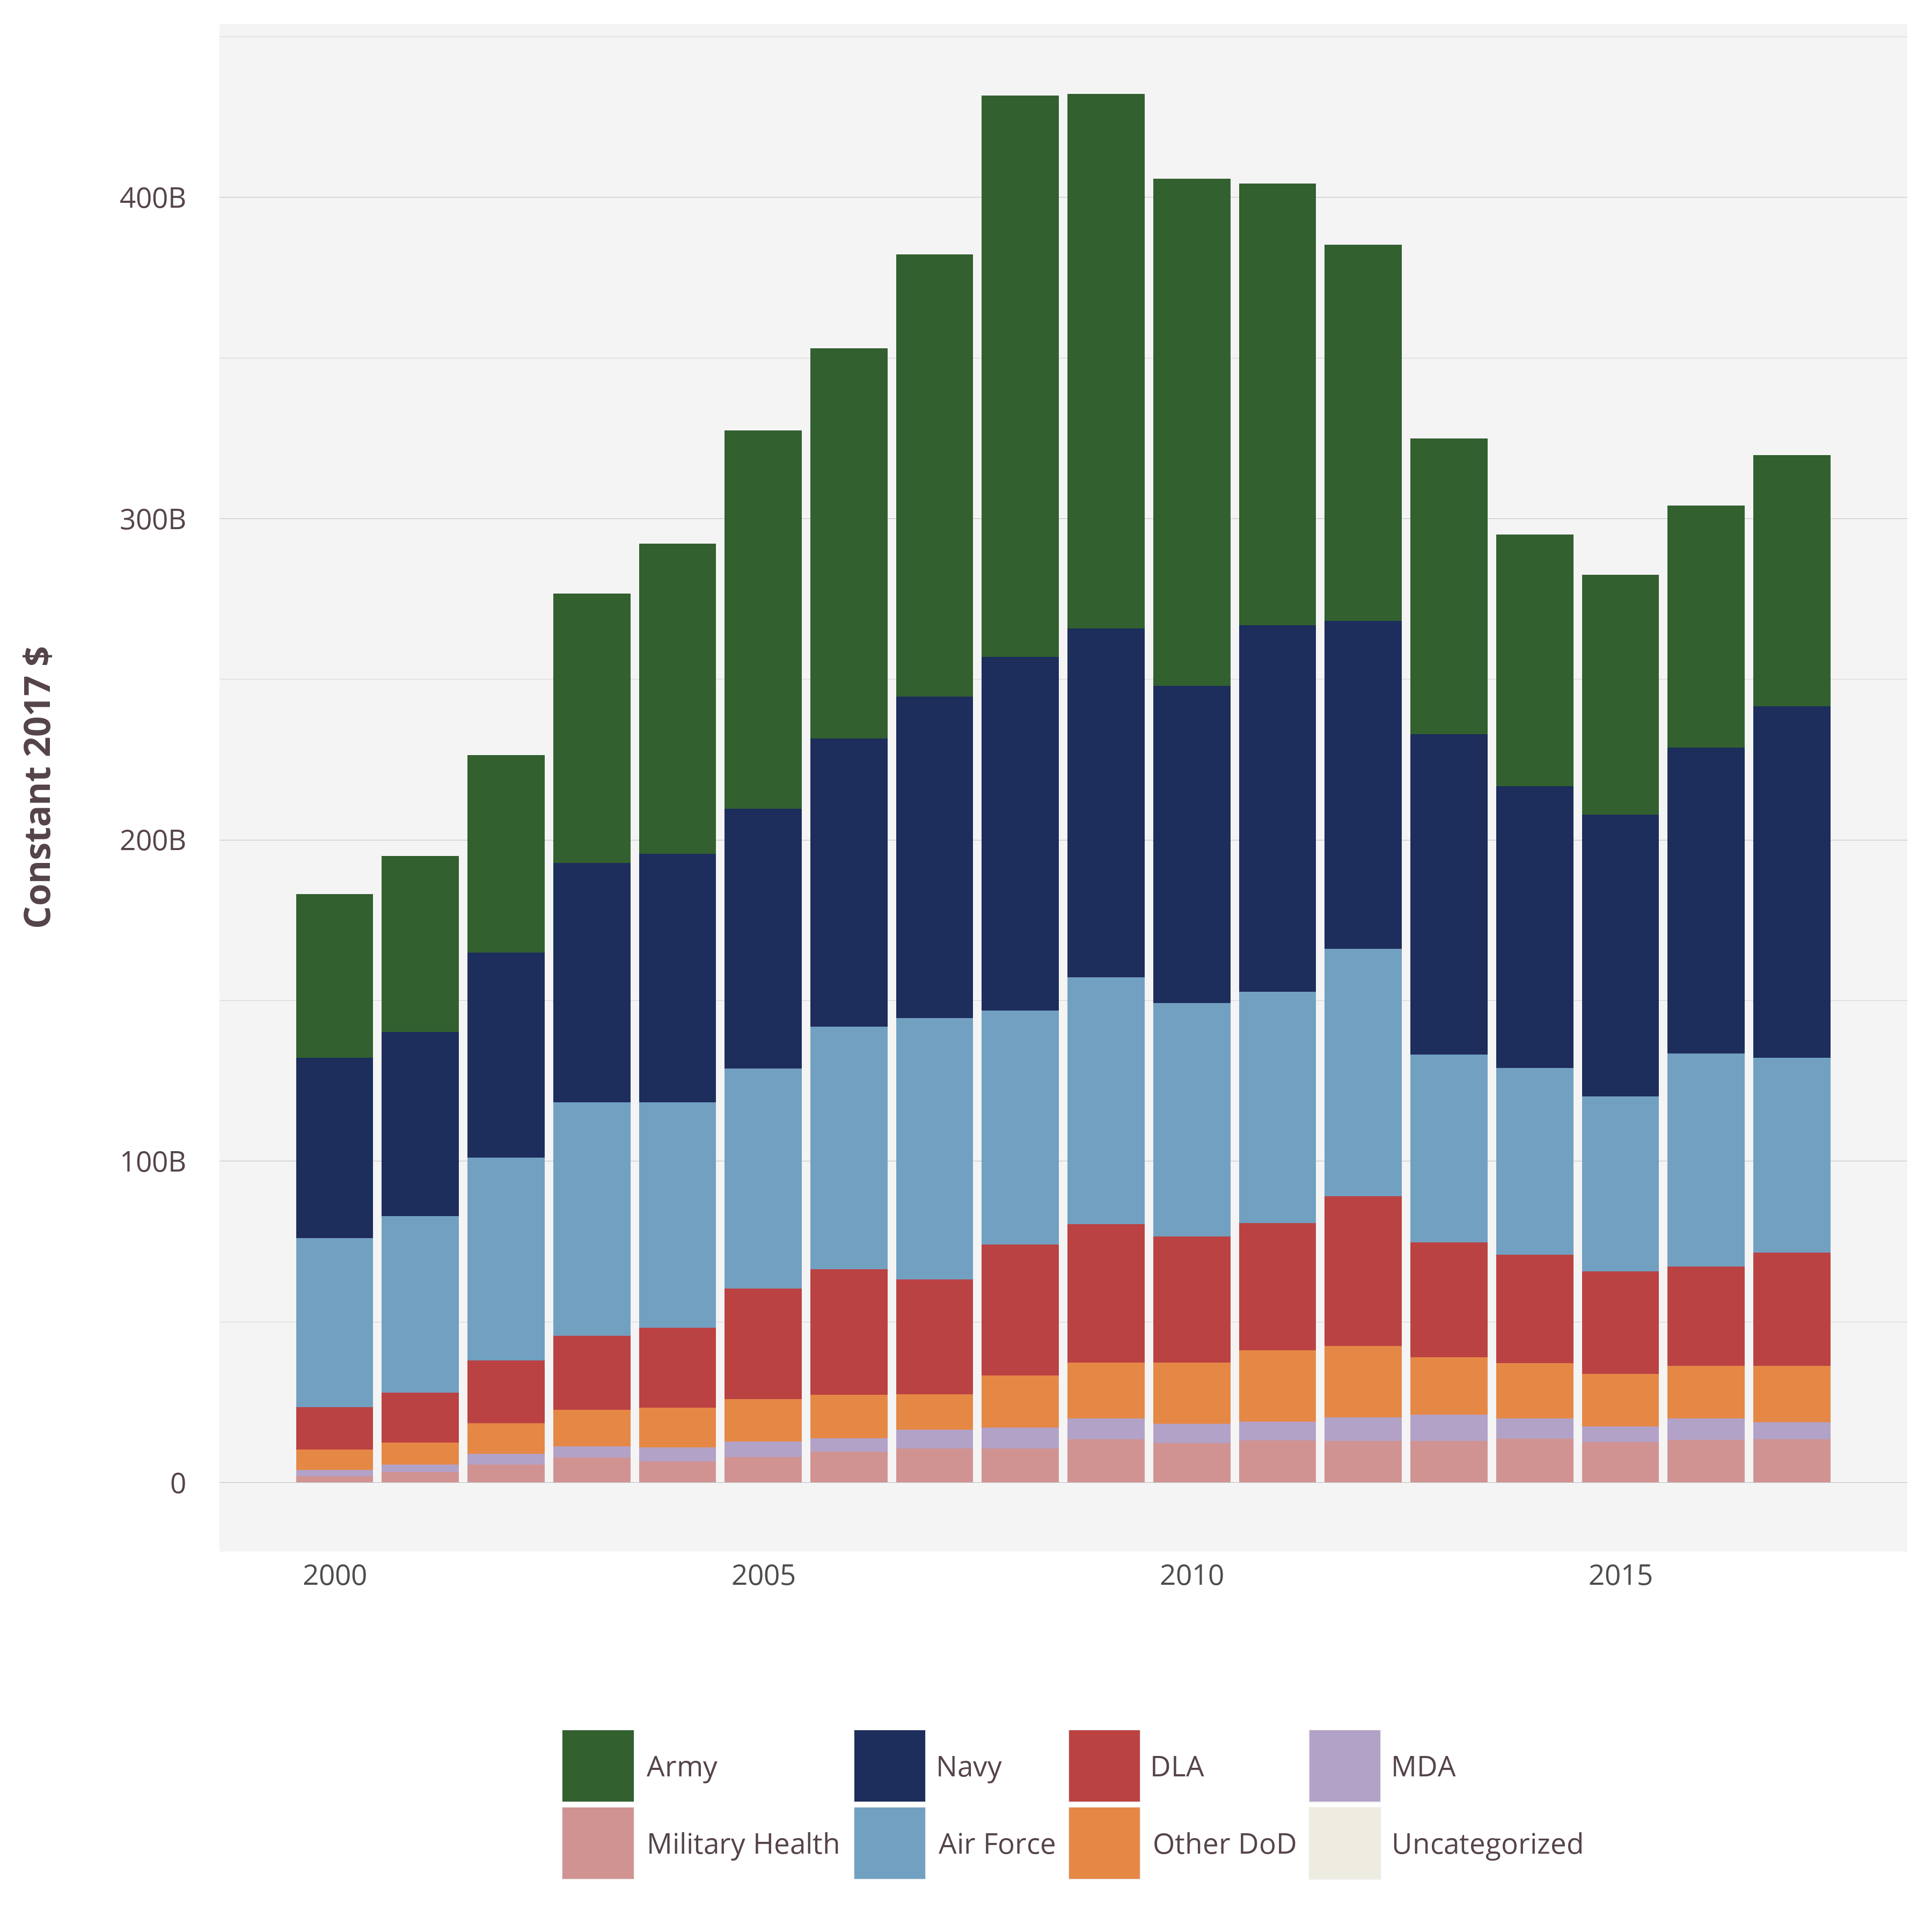 Constant 2017 $
400B
300B
200B
100B
0
2000 2005 2010 2015
Army Navy DLA MDA
Military Health Air Force Other DoD Uncategorized